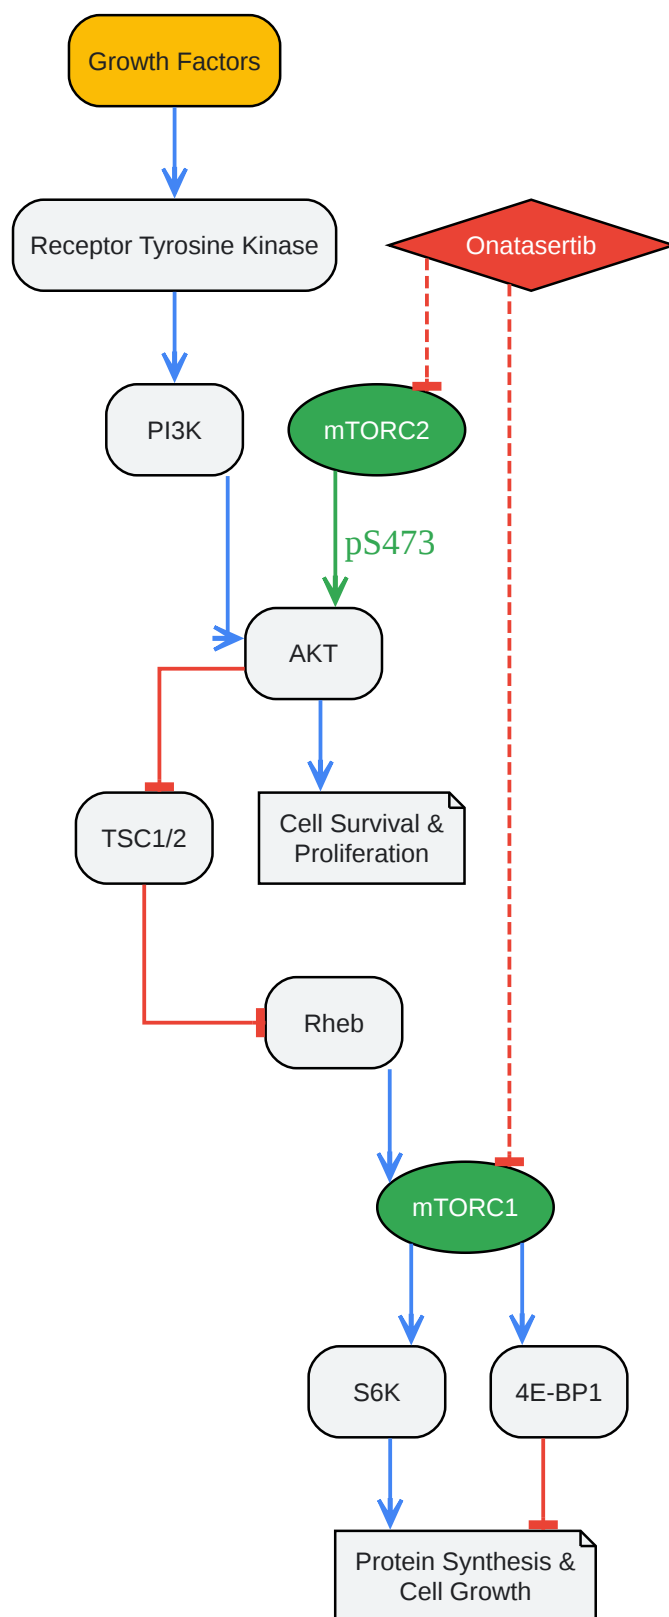 Growth Factors
Receptor Tyrosine Kinase
Onatasertib
PI3K
mTORC2
pS473
AKT
TSC1/2
Cell Survival &
Proliferation
Rheb
mTORC1
S6K
4E-BP1
Protein Synthesis &
Cell Growth